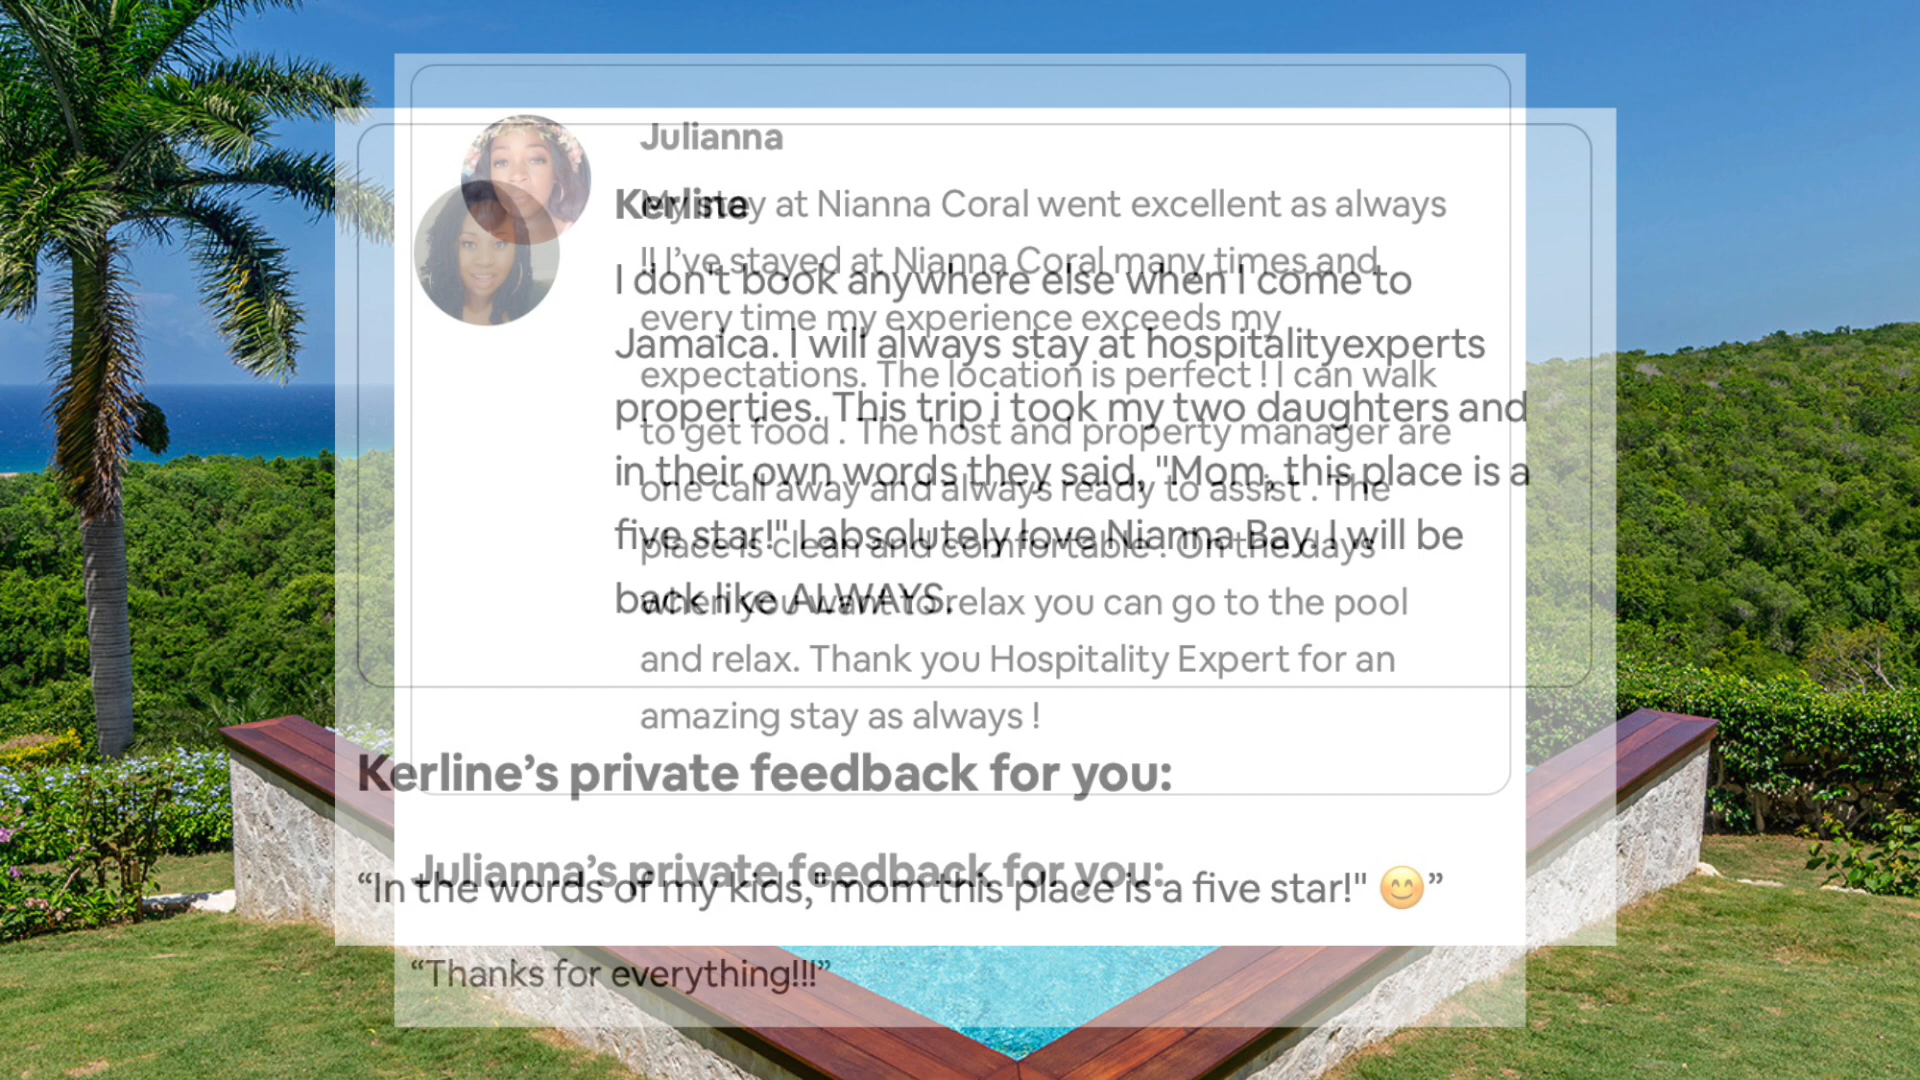 Julianna
My stay at Nianna Coral went excellent as always
!! I’ve stayed at Nianna Coral many times and
every time my experience exceeds my
expectations. The location is perfect ! I can walk
to get food . The host and property manager are
one call away and always ready to assist . The
place is clean and comfortable . On the days
when you want to relax you can go to the pool
and relax. Thank you Hospitality Expert for an
amazing stay as always !
Julianna’s private feedback for you:
“Thanks for everything!!!”
Kerline
I don't book anywhere else when I come to
Jamaica. I will always stay at hospitalityexperts
properties. This trip i took my two daughters and
in their own words they said, "Mom, this place is a
five star!" I absolutely love Nianna Bay. I will be
back like ALWAYS.
Kerline’s private feedback for you:
“In the words of my kids,"mom this place is a five star!" 😊”